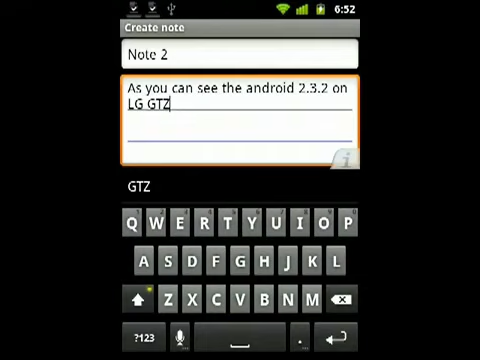 6:52
Create note
Note 2
As you can see the android 2.3.2 on
LG GTZ
GTZ
Q W E R T Y U I O P
A S D F G H J K L
Z X C V B N M
?123 .